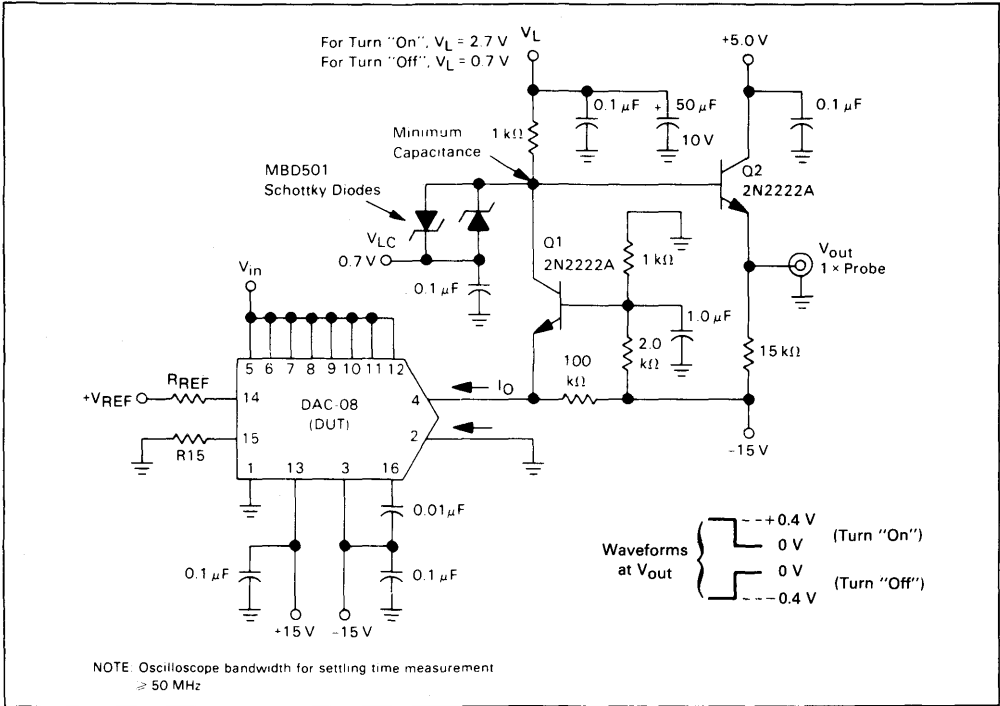 For Turn "On", VL = 2.7 V
For Turn "Off", VL = 0.7 V
VL
+5.0 V
0.1 µF
+
50 µF
10 V
0.1 µF
1 kΩ
Minimum
Capacitance
MBD501
Schottky Diodes
Q2
2N2222A
VLC
0.7 V
Q1
2N2222A
1 kΩ
Vout
1 × Probe
0.1 µF
Vin
1.0 µF
2.0
kΩ
15 kΩ
100
kΩ
5 6 7 8 9 10 11 12
RREF
+VREF
14
DAC-08
(DUT)
4
IO
15
2
R15
-15 V
1 13 3 16
0.01 µF
0.1 µF
0.1 µF
+15 V
-15 V
Waveforms
at Vout
+0.4 V
0 V
(Turn "On")
0 V
-0.4 V
(Turn "Off")
NOTE: Oscilloscope bandwidth for settling time measurement
⩾ 50 MHz